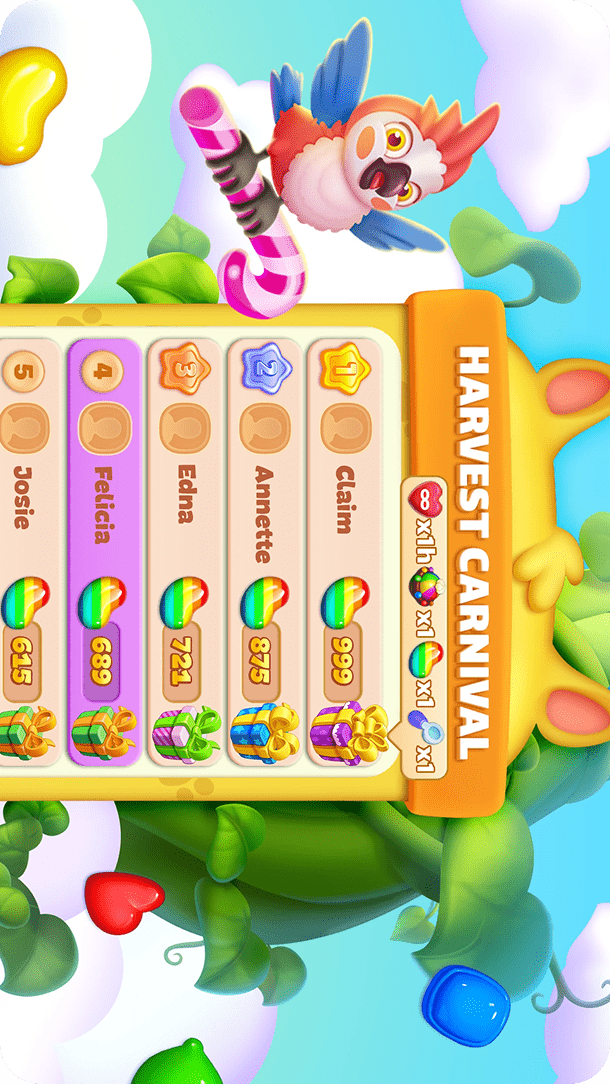 HARVEST CARNIVAL
∞ x1h x1 x1 x1
1 Claim 999
2 Annette 875
3 Edna 721
4 Felicia 689
5 Josie 615